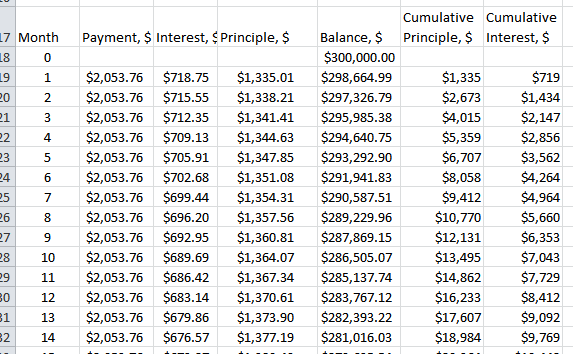 Cumulative Cumulative
17 Month Payment, $ Interest, $ Principle, $ Balance, $ Principle, $ Interest, $
18 0 $300,000.00
19 1 $2,053.76 $718.75 $1,335.01 $298,664.99 $1,335 $719
20 2 $2,053.76 $715.55 $1,338.21 $297,326.79 $2,673 $1,434
21 3 $2,053.76 $712.35 $1,341.41 $295,985.38 $4,015 $2,147
22 4 $2,053.76 $709.13 $1,344.63 $294,640.75 $5,359 $2,856
23 5 $2,053.76 $705.91 $1,347.85 $293,292.90 $6,707 $3,562
24 6 $2,053.76 $702.68 $1,351.08 $291,941.83 $8,058 $4,264
25 7 $2,053.76 $699.44 $1,354.31 $290,587.51 $9,412 $4,964
26 8 $2,053.76 $696.20 $1,357.56 $289,229.96 $10,770 $5,660
27 9 $2,053.76 $692.95 $1,360.81 $287,869.15 $12,131 $6,353
28 10 $2,053.76 $689.69 $1,364.07 $286,505.07 $13,495 $7,043
29 11 $2,053.76 $686.42 $1,367.34 $285,137.74 $14,862 $7,729
30 12 $2,053.76 $683.14 $1,370.61 $283,767.12 $16,233 $8,412
31 13 $2,053.76 $679.86 $1,373.90 $282,393.22 $17,607 $9,092
32 14 $2,053.76 $676.57 $1,377.19 $281,016.03 $18,984 $9,769